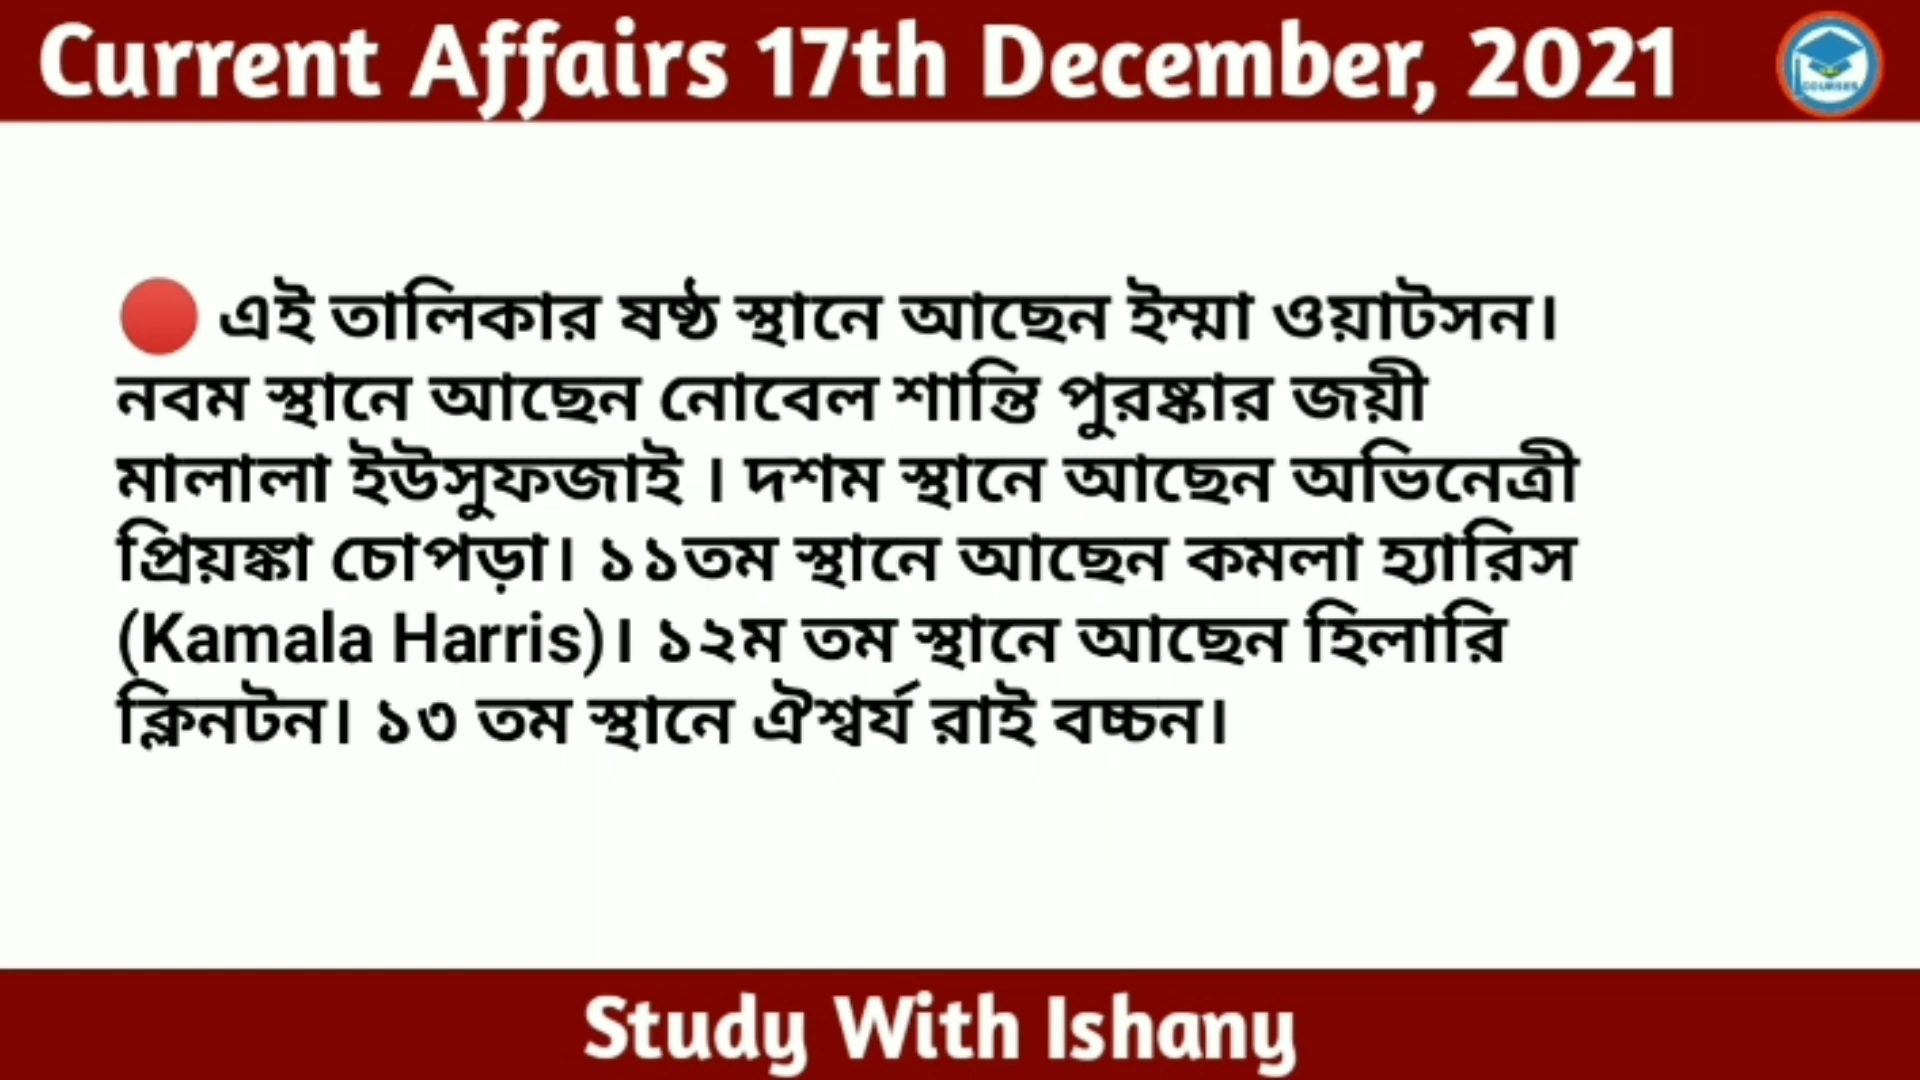 Current Affairs 17th December, 2021
COURSES
🔴 এই তালিকার ষষ্ঠ স্থানে আছেন ইম্মা ওয়াটসন।
নবম স্থানে আছেন নোবেল শান্তি পুরষ্কার জয়ী
মালালা ইউসুফজাই । দশম স্থানে আছেন অভিনেত্রী
প্রিয়ঙ্কা চোপড়া। ১১তম স্থানে আছেন কমলা হ্যারিস
(Kamala Harris)। ১২ম তম স্থানে আছেন হিলারি
ক্লিনটন। ১৩ তম স্থানে ঐশ্বর্য রাই বচ্চন।
Study With Ishany